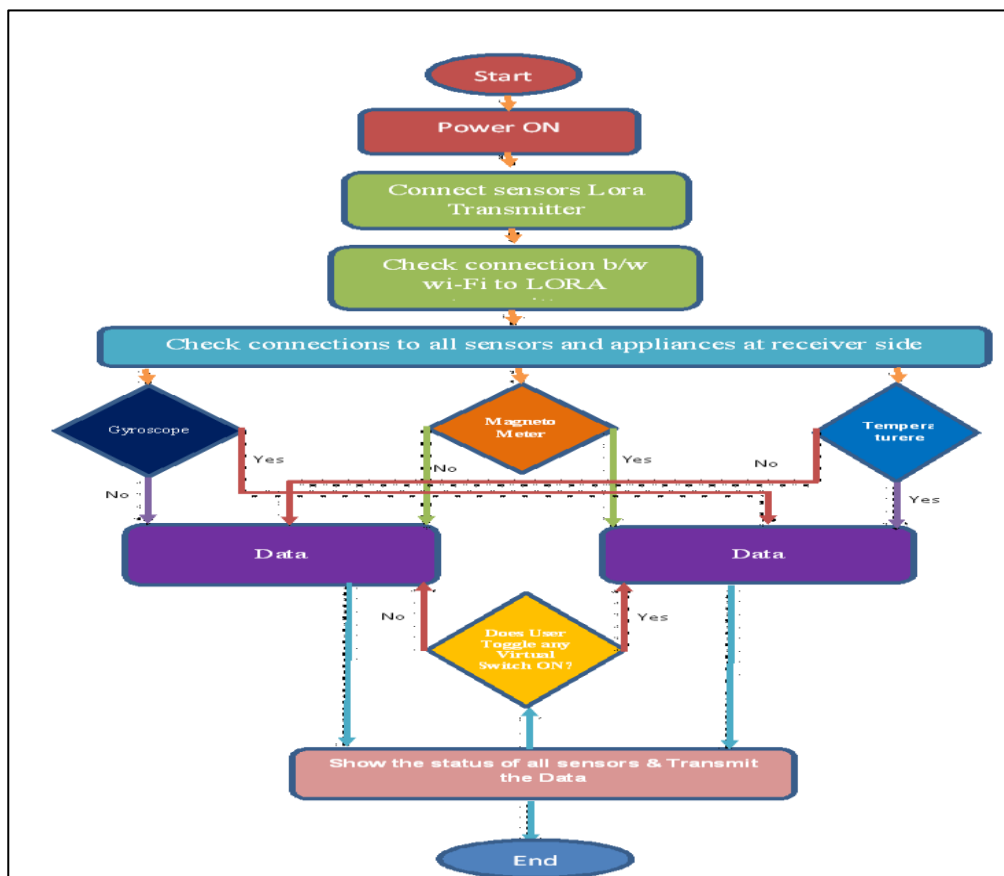 Start
Power ON
Connect sensors Lora
Transmitter
Check connection b/w
wi-Fi to LORA
Check connections to all sensors and appliances at receiver side
Gyroscope
Magneto
Meter
Tempera
turere
Yes
No
Yes
No
No
Yes
Data
Data
No
Yes
Does User
Toggle any
Virtual
Switch ON?
Show the status of all sensors & Transmit
the Data
End